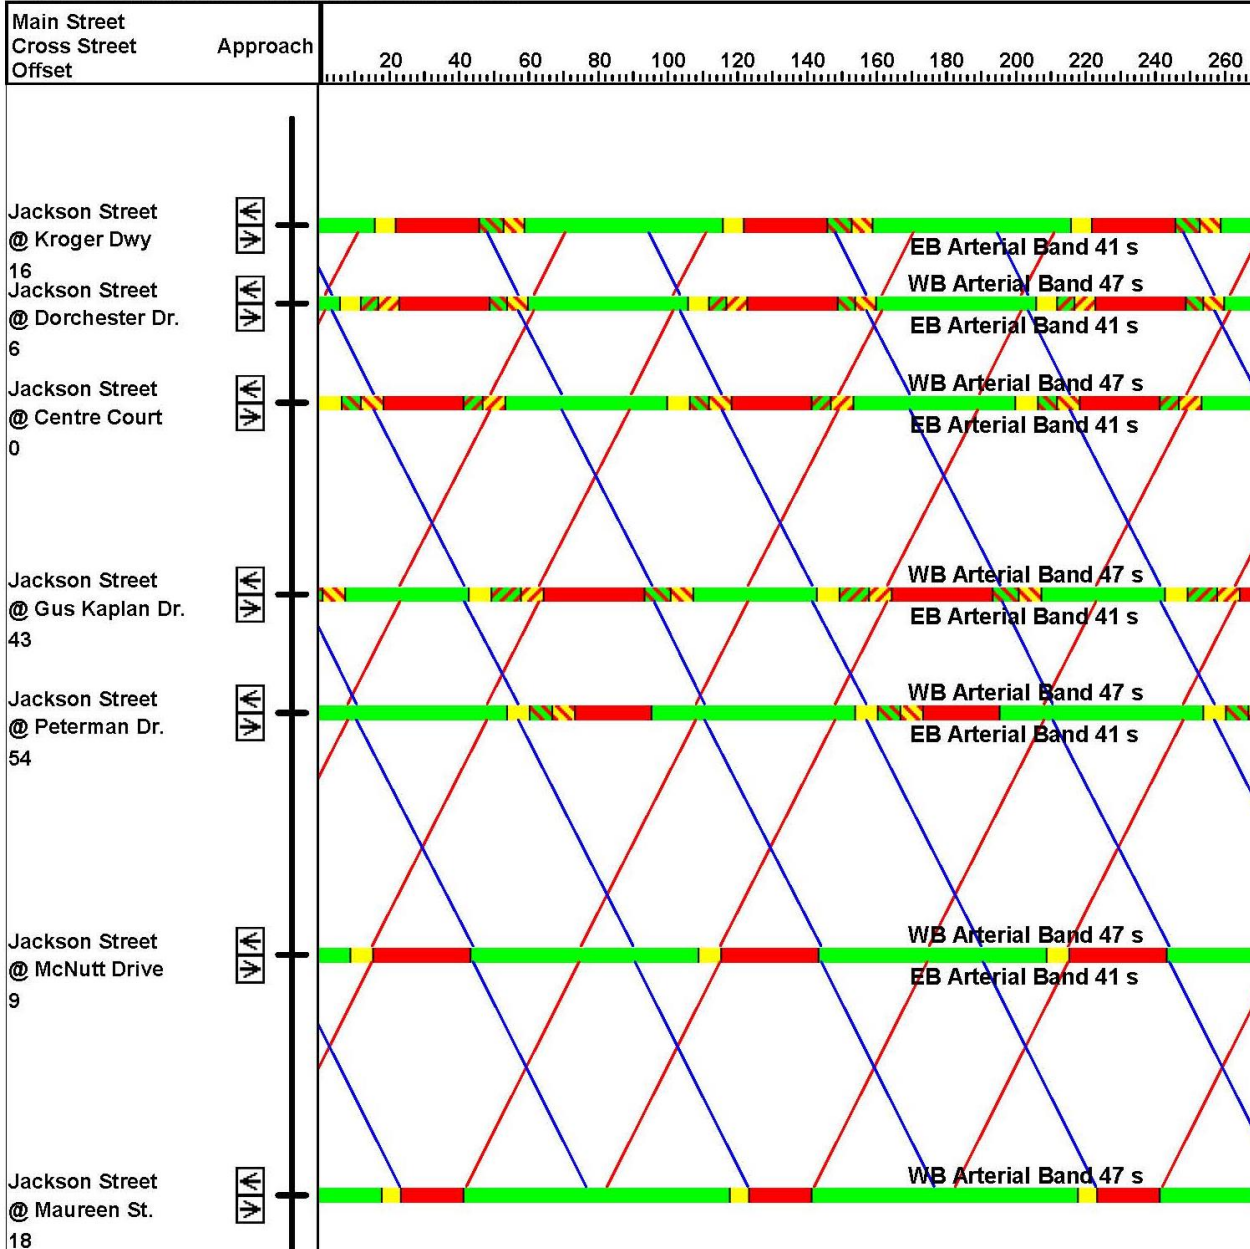 Main Street
Cross Street Approach
Offset
20 40 60 80 100 120 140 160 180 200 220 240 260
Jackson Street
@ Kroger Dwy
16
EB Arterial Band 41 s
WB Arterial Band 47 s
Jackson Street
@ Dorchester Dr.
6
EB Arterial Band 41 s
WB Arterial Band 47 s
Jackson Street
@ Centre Court
0
EB Arterial Band 41 s
WB Arterial Band 47 s
Jackson Street
@ Gus Kaplan Dr.
43
EB Arterial Band 41 s
WB Arterial Band 47 s
Jackson Street
@ Peterman Dr.
54
EB Arterial Band 41 s
WB Arterial Band 47 s
Jackson Street
@ McNutt Drive
9
EB Arterial Band 41 s
WB Arterial Band 47 s
Jackson Street
@ Maureen St.
18